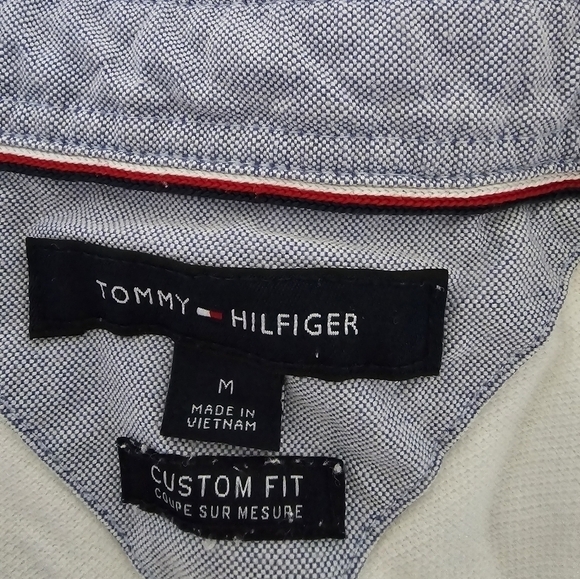 TOMMY HILFIGER
M
MADE IN
VIETNAM
CUSTOM FIT
COUPE SUR MESURE